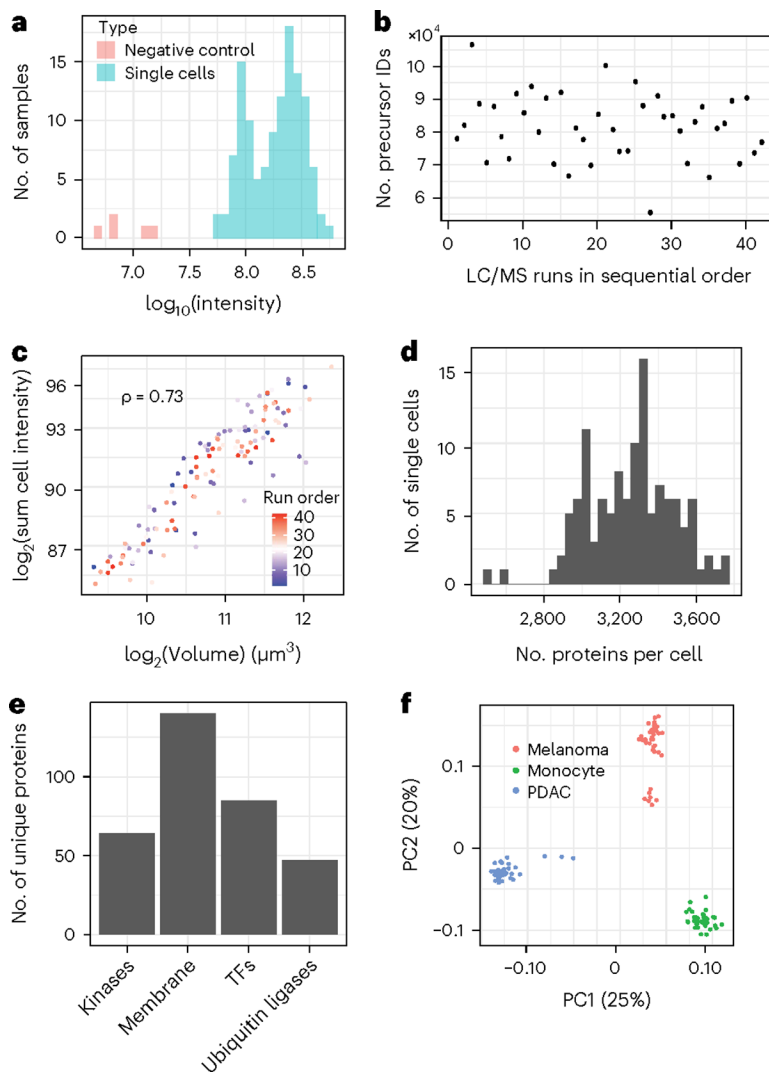 a
Type
Negative control
Single cells
No. of samples
15
10
5
0
7.0 7.5 8.0 8.5
log10(intensity)
b
×10⁴
No. precursor IDs
10
9
8
7
6
0 10 20 30 40
LC/MS runs in sequential order
c
ρ = 0.73
log2(sum cell intensity)
96
93
90
87
Run order
40
30
20
10
10 11 12
log2(Volume) (μm³)
d
No. of single cells
15
10
5
0
2,800 3,200 3,600
No. proteins per cell
e
No. of unique proteins
100
50
0
Kinases
Membrane
TFs
Ubiquitin ligases
f
Melanoma
Monocyte
PDAC
PC2 (20%)
0.1
0
−0.1
−0.10 0 0.10
PC1 (25%)